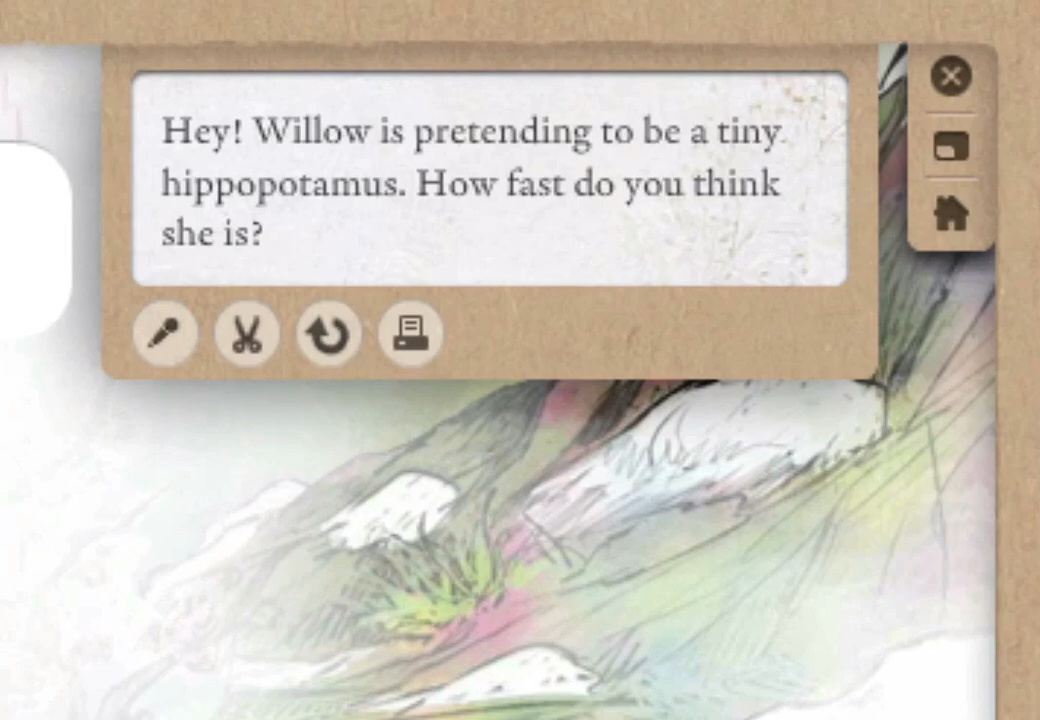 Hey! Willow is pretending to be a tiny
hippopotamus. How fast do you think
she is?